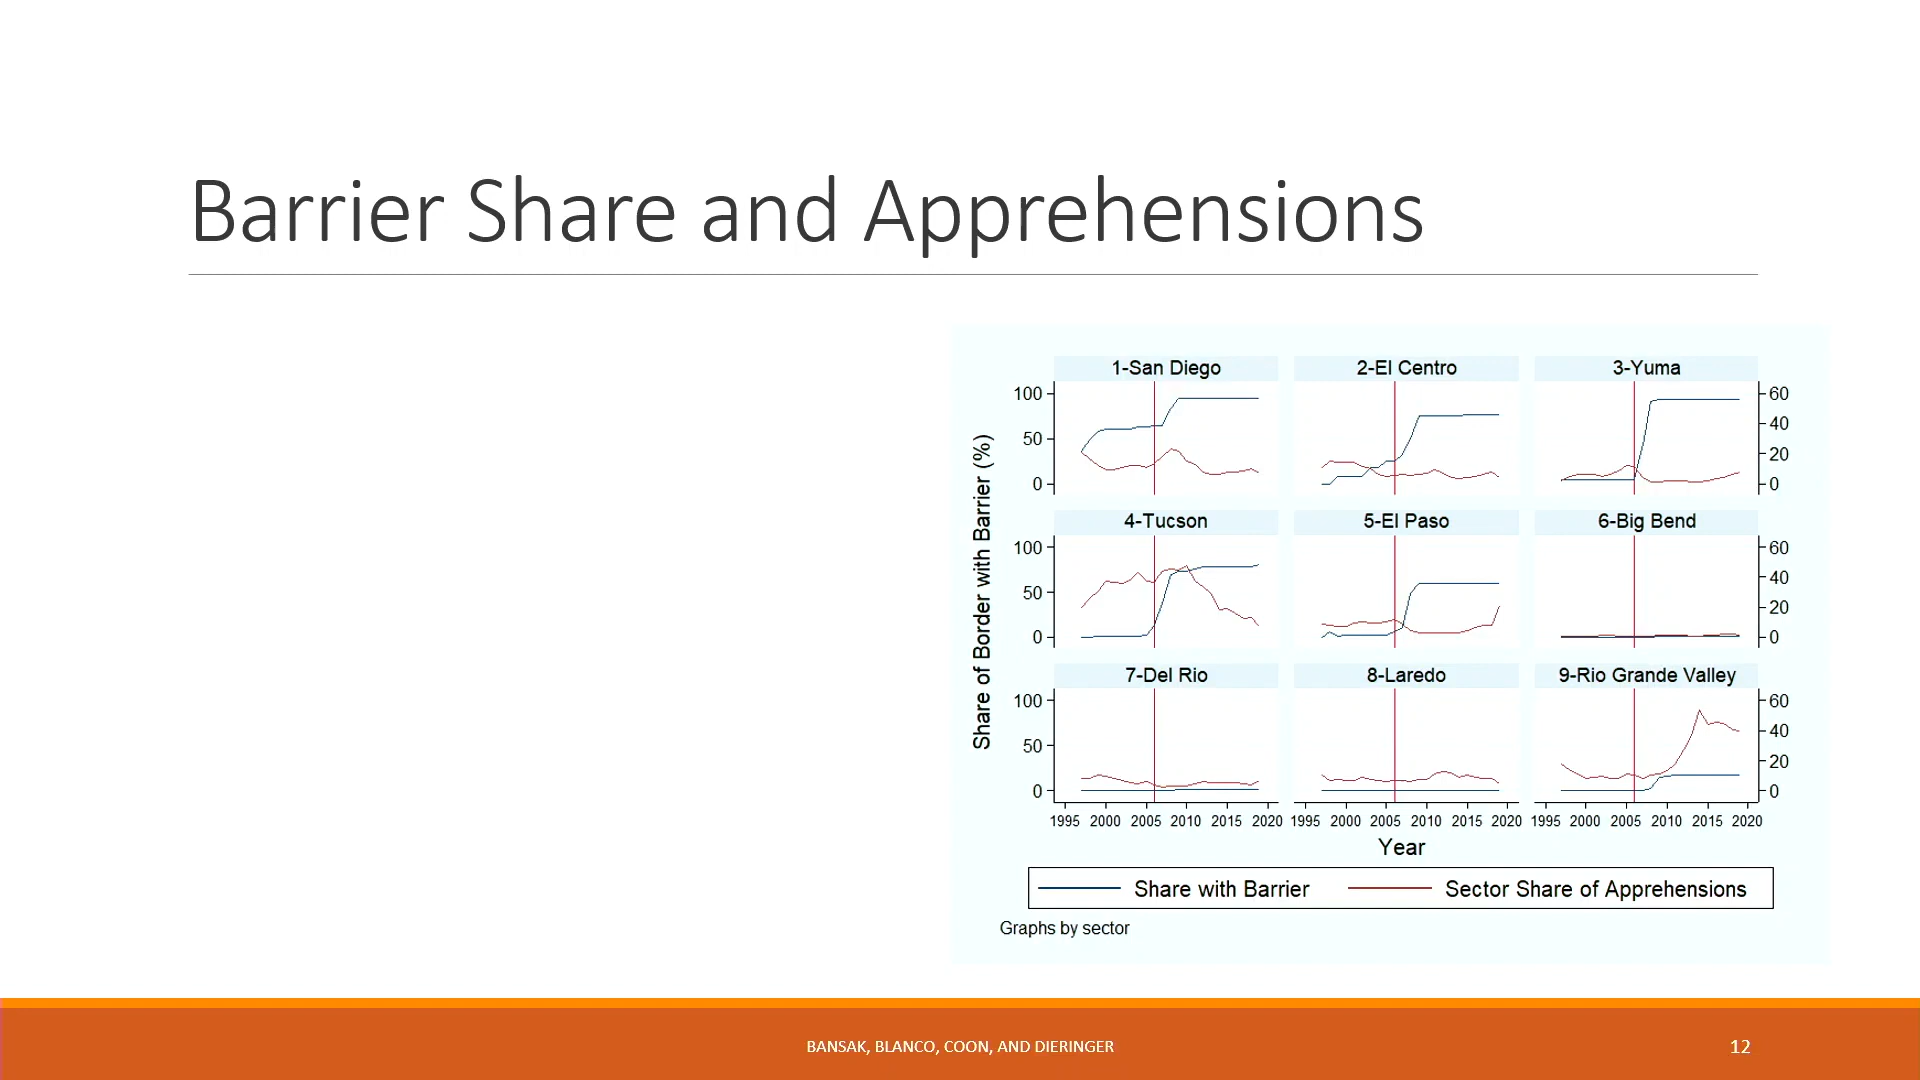 Barrier Share and Apprehensions
1-San Diego 2-El Centro 3-Yuma
100 50 0
60 40 20 0
4-Tucson 5-El Paso 6-Big Bend
100 50 0
60 40 20 0
7-Del Rio 8-Laredo 9-Rio Grande Valley
100 50 0
60 40 20 0
Share of Border with Barrier (%)
1995 2000 2005 2010 2015 2020 1995 2000 2005 2010 2015 2020 1995 2000 2005 2010 2015 2020
Year
Share with Barrier Sector Share of Apprehensions
Graphs by sector
BANSAK, BLANCO, COON, AND DIERINGER 12